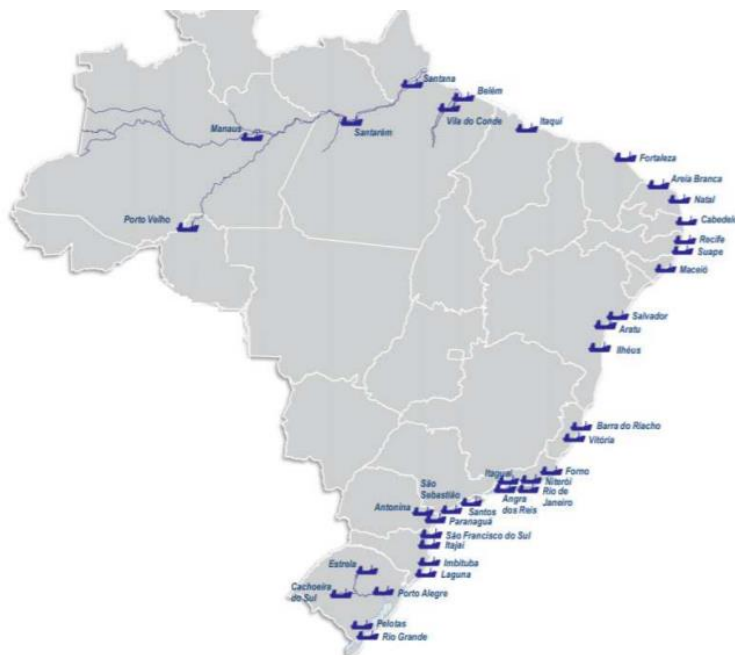 Santana
Belém
Manaus
Santarém
Vila do Conde
Itaqui
Fortaleza
Areia Branca
Natal
Porto Velho
Cabedelo
Recife
Suape
Maceió
Salvador
Aratu
Ilhéus
Barra do Riacho
Vitória
Forno
Itaguaí
Niterói
São
Sebastião
Rio de
Janeiro
Angra
dos Reis
Antonina
Santos
Paranaguá
São Francisco do Sul
Itajaí
Imbituba
Estrela
Laguna
Cachoeira
do Sul
Porto Alegre
Pelotas
Rio Grande